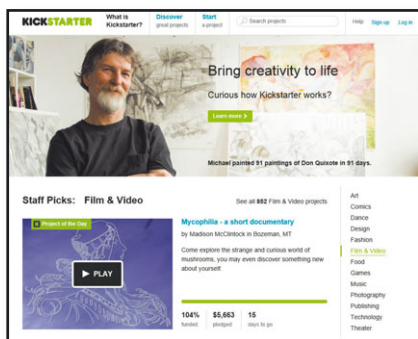 KICKSTARTER
What is
Kickstarter?
Discover
great projects
Start
a project
Search projects
Help
Sign up
Log in
Bring creativity to life
Curious how Kickstarter works?
Learn more >
Michael painted 91 paintings of Don Quixote in 91 days.
Staff Picks: Film & Video
See all 882 Film & Video projects
K Project of the Day
PLAY
Mycophilia - a short documentary
by Madison McClintock in Bozeman, MT
Come explore the strange and curious world of
mushrooms, you may even discover something new
about yourself.
104%
funded
$5,663
pledged
15
days to go
Art
Comics
Dance
Design
Fashion
Film & Video
Food
Games
Music
Photography
Publishing
Technology
Theater